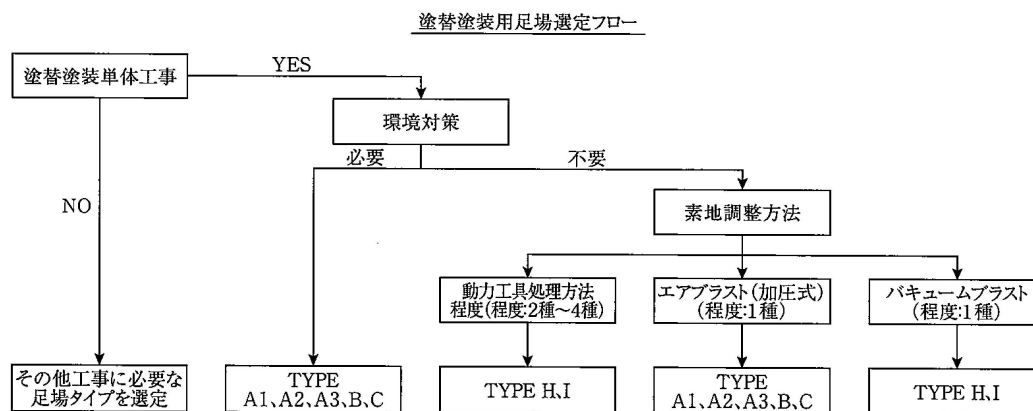 塗替塗装用足場選定フロー
塗替塗装単体工事
YES
環境対策
必要
不要
NO
素地調整方法
動力工具処理方法
程度(程度:2種～4種)
エアブラスト(加圧式)
(程度:1種)
バキュームブラスト
(程度:1種)
その他工事に必要な
足場タイプを選定
TYPE
A1、A2、A3、B、C
TYPE H、I
TYPE
A1、A2、A3、B、C
TYPE H、I